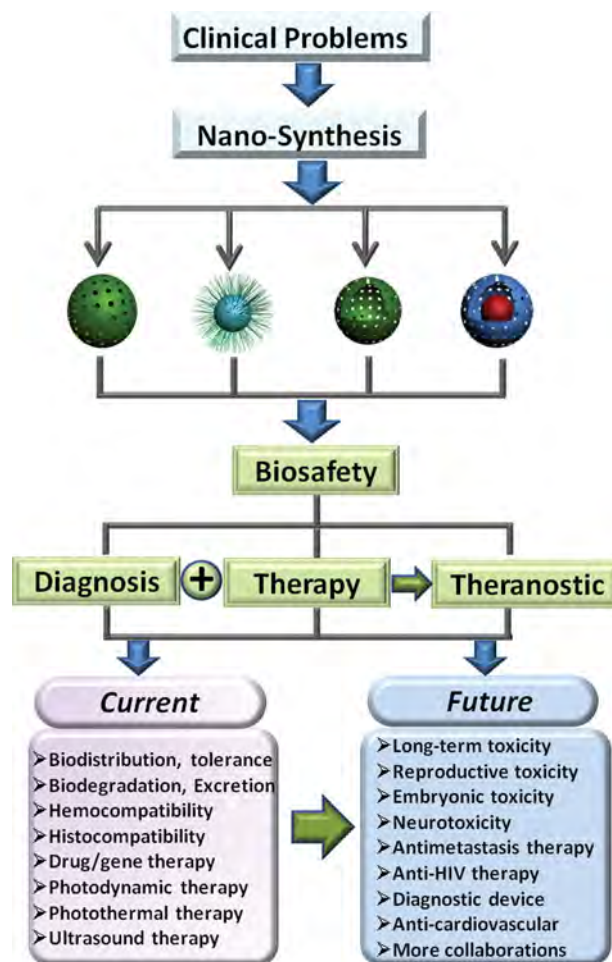 Clinical Problems
Nano-Synthesis
Biosafety
Diagnosis + Therapy Theranostic
Current
➢Biodistribution, tolerance
➢Biodegradation, Excretion
➢Hemocompatibility
➢Histocompatibility
➢Drug/gene therapy
➢Photodynamic therapy
➢Photothermal therapy
➢Ultrasound therapy
Future
➢Long-term toxicity
➢Reproductive toxicity
➢Embryonic toxicity
➢Neurotoxicity
➢Antimetastasis therapy
➢Anti-HIV therapy
➢Diagnostic device
➢Anti-cardiovascular
➢More collaborations